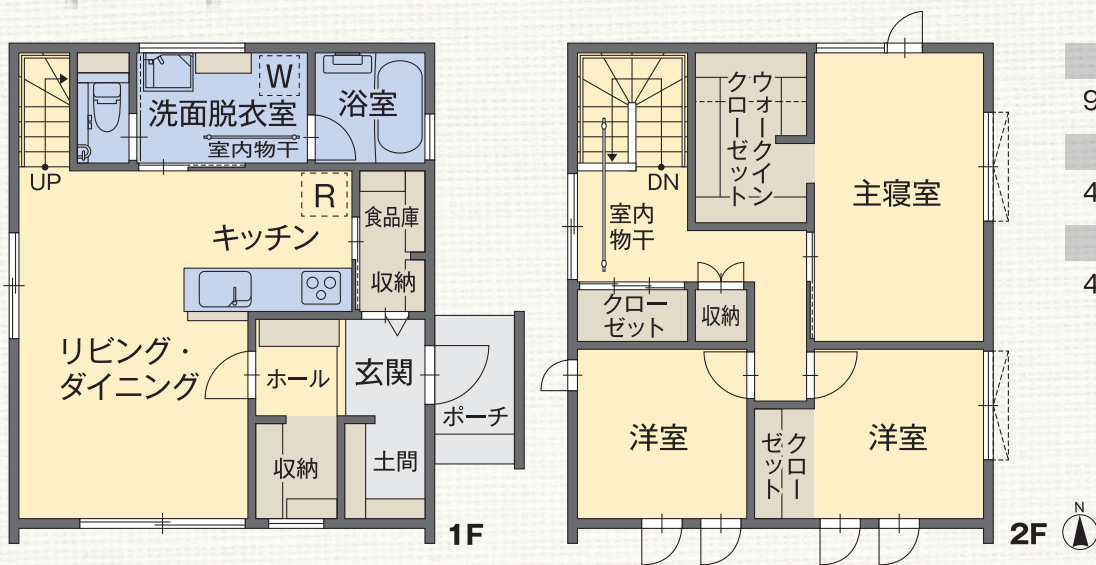 洗面脱衣室
W
室内物干
浴室
UP
R
キッチン
食品庫
収納
リビング・
ダイニング
ホール
玄関
ポーチ
収納
土間
1F
ウォークイン
クローゼット
主寝室
DN
室内
物干
クロー
ゼット
収納
洋室
クロー
ゼット
洋室
2F
N
9
4
4